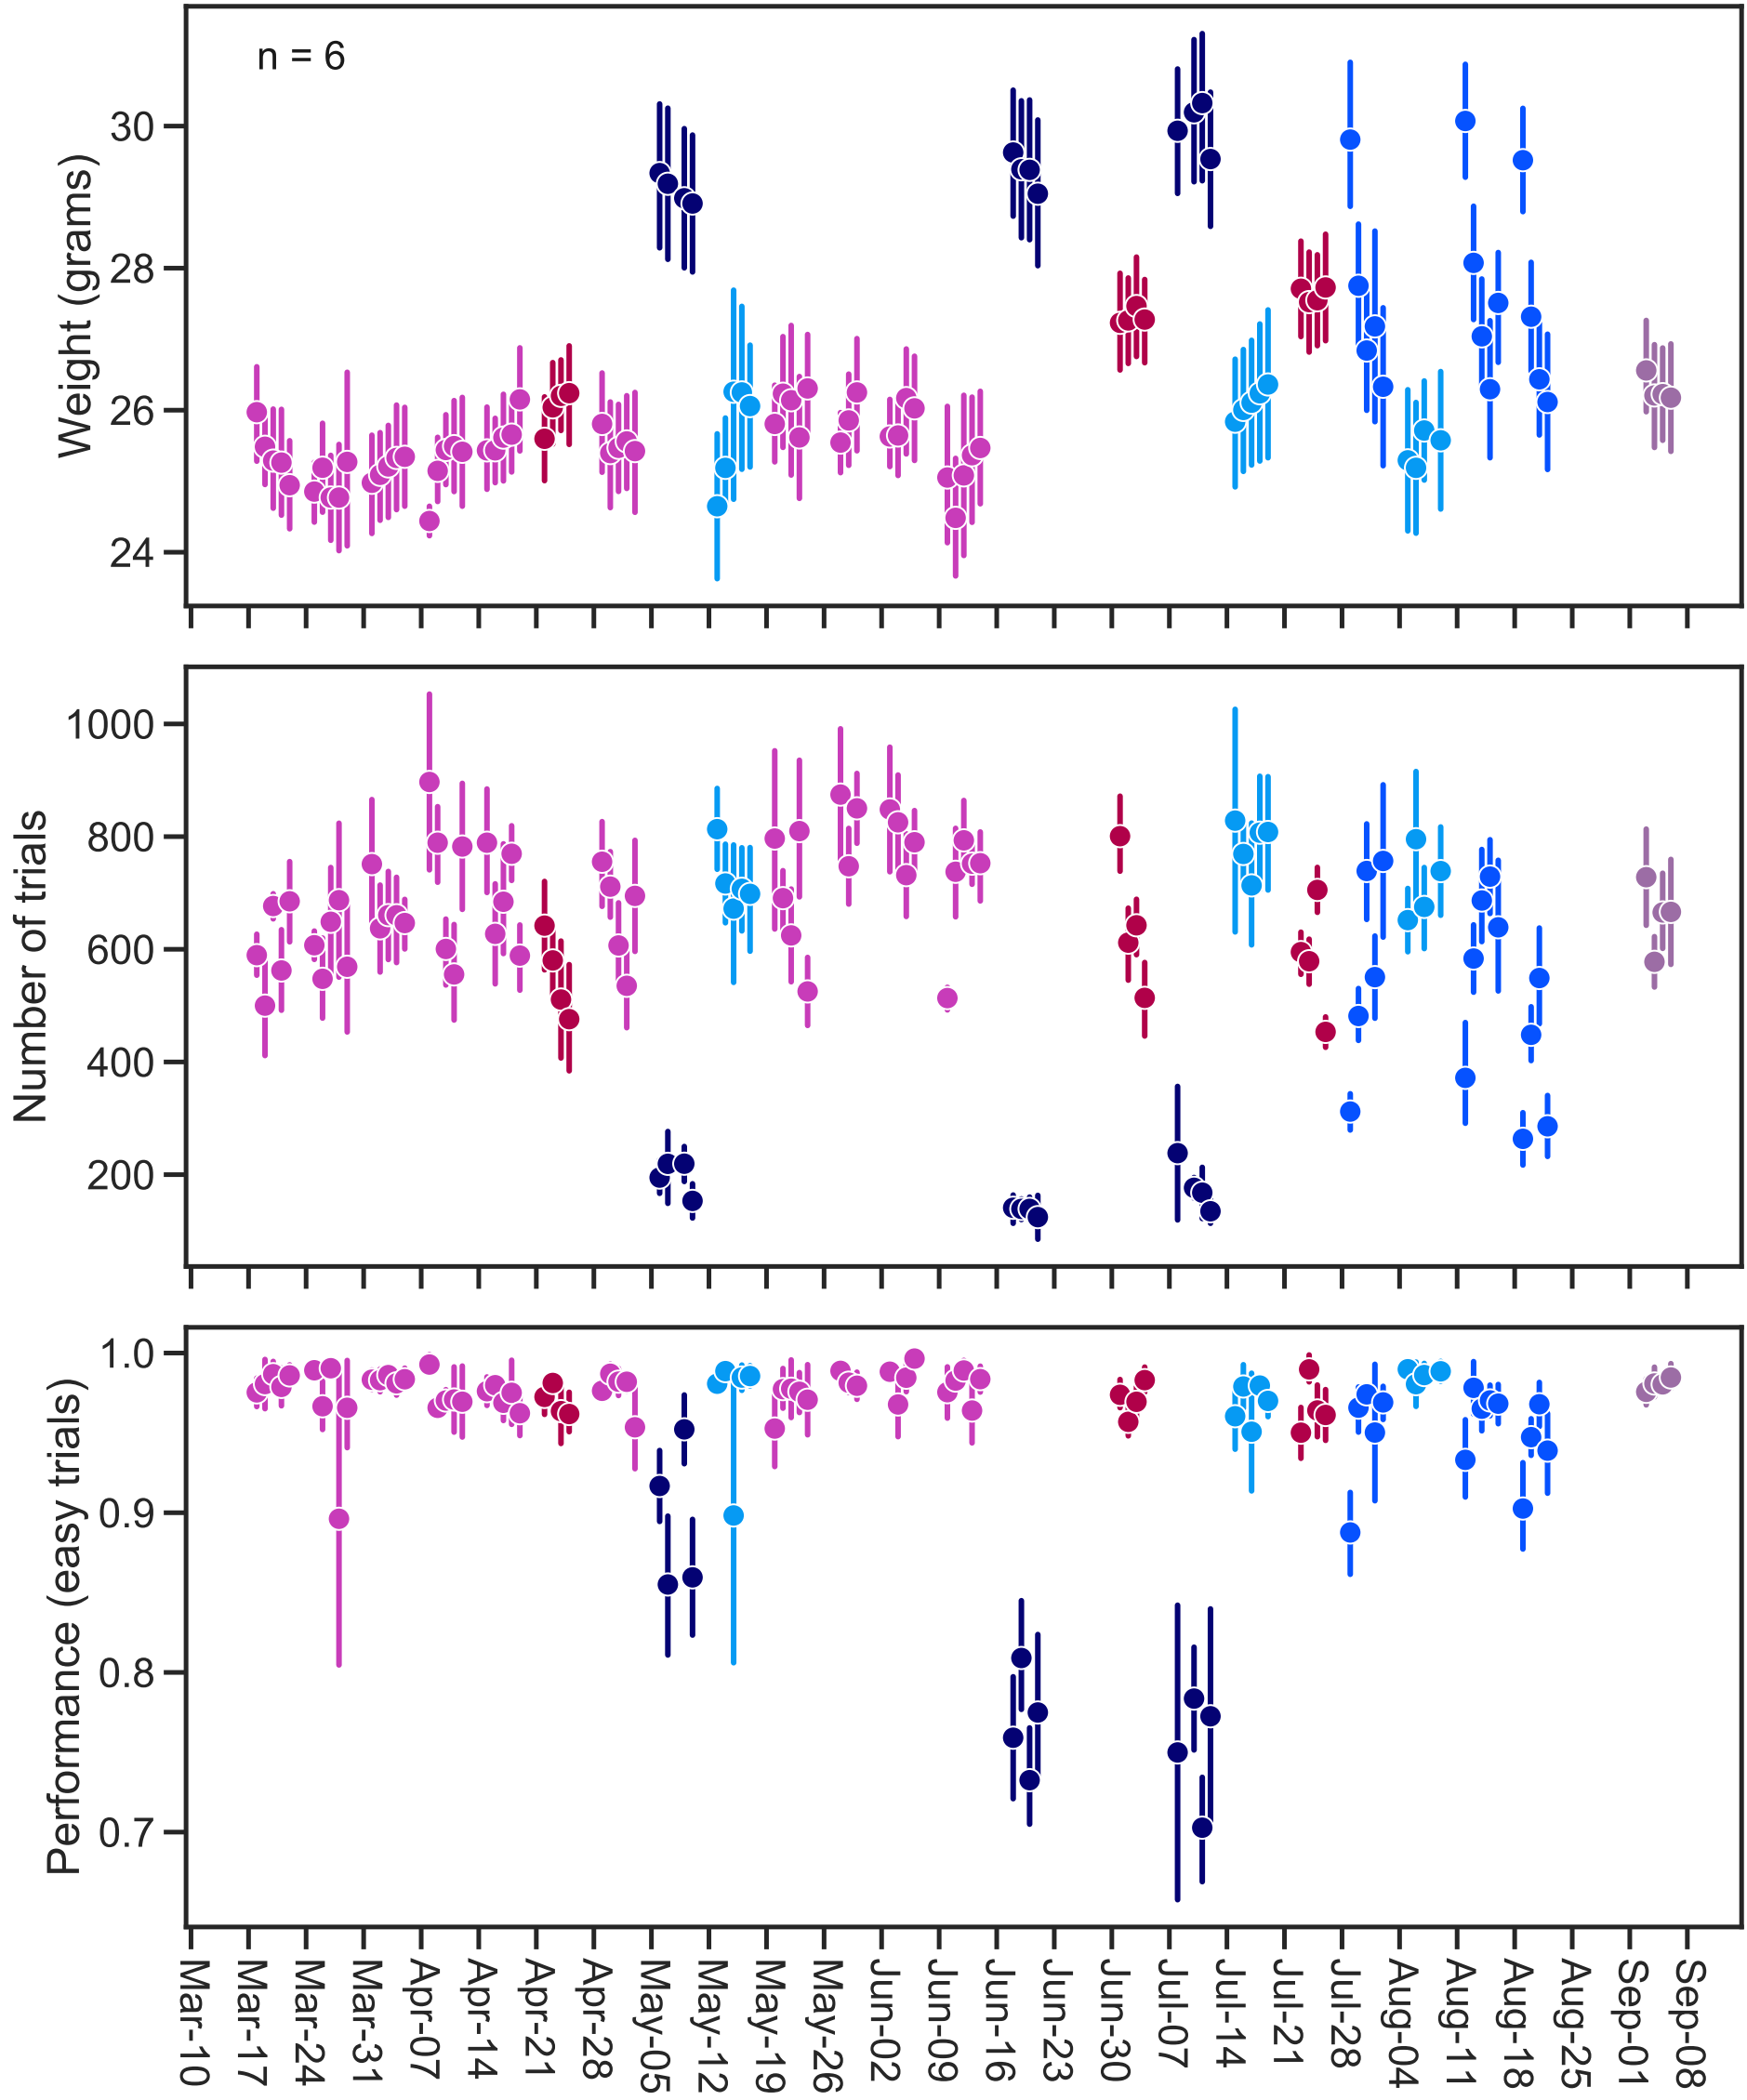 n = 6
Weight (grams)
30
28
26
24
Number of trials
1000
800
600
400
200
Performance (easy trials)
1.0
0.9
0.8
0.7
Mar-10
Mar-17
Mar-24
Mar-31
Apr-07
Apr-14
Apr-21
Apr-28
May-05
May-12
May-19
May-26
Jun-02
Jun-09
Jun-16
Jun-23
Jun-30
Jul-07
Jul-14
Jul-21
Jul-28
Aug-04
Aug-11
Aug-18
Aug-25
Sep-01
Sep-08